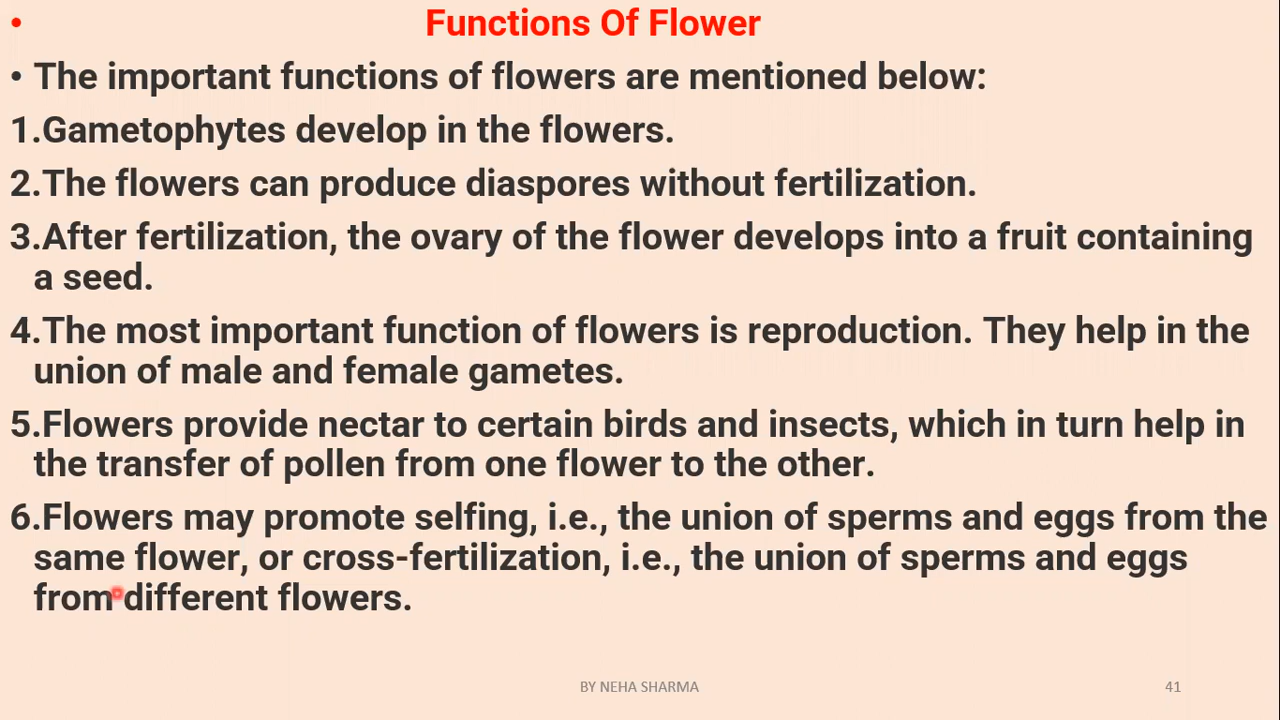 • Functions Of Flower
• The important functions of flowers are mentioned below:
1.Gametophytes develop in the flowers.
2.The flowers can produce diaspores without fertilization.
3.After fertilization, the ovary of the flower develops into a fruit containing
a seed.
4.The most important function of flowers is reproduction. They help in the
union of male and female gametes.
5.Flowers provide nectar to certain birds and insects, which in turn help in
the transfer of pollen from one flower to the other.
6.Flowers may promote selfing, i.e., the union of sperms and eggs from the
same flower, or cross-fertilization, i.e., the union of sperms and eggs
from different flowers.
BY NEHA SHARMA
41